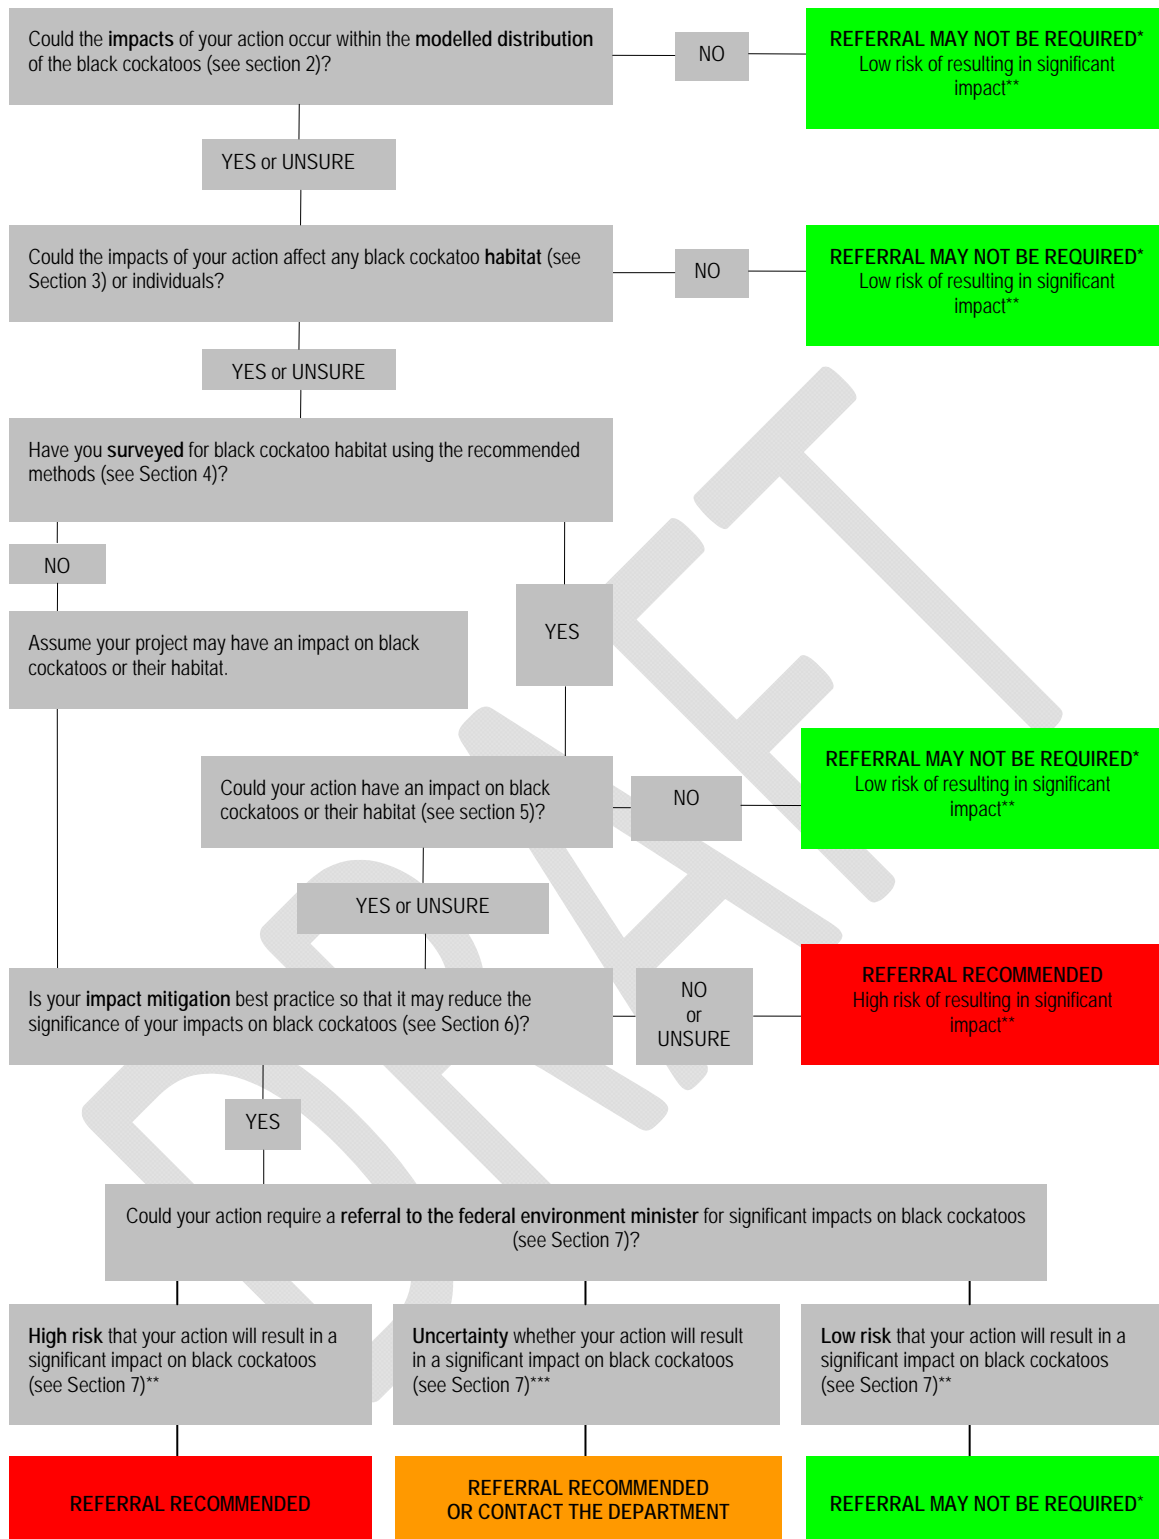 Could the impacts of your action occur within the modelled distribution
of the black cockatoos (see section 2)?
NO
REFERRAL MAY NOT BE REQUIRED*
Low risk of resulting in significant
impact**
YES or UNSURE
Could the impacts of your action affect any black cockatoo habitat (see
Section 3) or individuals?
NO
REFERRAL MAY NOT BE REQUIRED*
Low risk of resulting in significant
impact**
YES or UNSURE
Have you surveyed for black cockatoo habitat using the recommended
methods (see Section 4)?
NO
YES
Assume your project may have an impact on black
cockatoos or their habitat.
Could your action have an impact on black
cockatoos or their habitat (see section 5)?
NO
REFERRAL MAY NOT BE REQUIRED*
Low risk of resulting in significant
impact**
YES or UNSURE
Is your impact mitigation best practice so that it may reduce the
significance of your impacts on black cockatoos (see Section 6)?
NO
or
UNSURE
REFERRAL RECOMMENDED
High risk of resulting in significant
impact**
YES
Could your action require a referral to the federal environment minister for significant impacts on black cockatoos
(see Section 7)?
High risk that your action will result in a
significant impact on black cockatoos
(see Section 7)**
Uncertainty whether your action will result
in a significant impact on black cockatoos
(see Section 7)***
Low risk that your action will result in a
significant impact on black cockatoos
(see Section 7)**
REFERRAL RECOMMENDED
REFERRAL RECOMMENDED
OR CONTACT THE DEPARTMENT
REFERRAL MAY NOT BE REQUIRED*
DRAFT